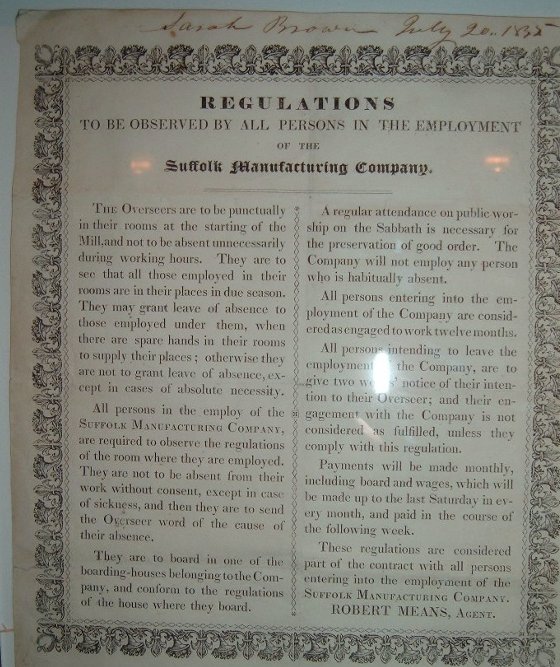 Sarah Brown July 20. 1832
REGULATIONS
TO BE OBSERVED BY ALL PERSONS IN THE EMPLOYMENT
OF THE
Suffolk Manufacturing Company.
THE Overseers are to be punctually
in their rooms at the starting of the
Mill, and not to be absent unnecessarily
during working hours. They are to
see that all those employed in their
rooms are in their places in due season.
They may grant leave of absence to
those employed under them, when
there are spare hands in their rooms
to supply their places; otherwise they
are not to grant leave of absence, ex-
cept in cases of absolute necessity.
All persons in the employ of the
SUFFOLK MANUFACTURING COMPANY,
are required to observe the regulations
of the room where they are employed.
They are not to be absent from their
work without consent, except in case
of sickness, and then they are to send
the Overseer word of the cause of
their absence.
They are to board in one of the
boarding-houses belonging to the Com-
pany, and conform to the regulations
of the house where they board.
A regular attendance on public wor-
ship on the Sabbath is necessary for
the preservation of good order. The
Company will not employ any person
who is habitually absent.
All persons entering into the em-
ployment of the Company are consid-
ered as engaged to work twelve months.
All persons intending to leave the
employment the Company, are to
give two notice of their inten-
tion to their Overseer; and their en-
gagement with the Company is not
considered as fulfilled, unless they
comply with this regulation.
Payments will be made monthly,
including board and wages, which will
be made up to the last Saturday in ev-
ery month, and paid in the course of
the following week.
These regulations are considered
part of the contract with all persons
entering into the employment of the
SUFFOLK MANUFACTURING COMPANY.
ROBERT MEANS, AGENT.